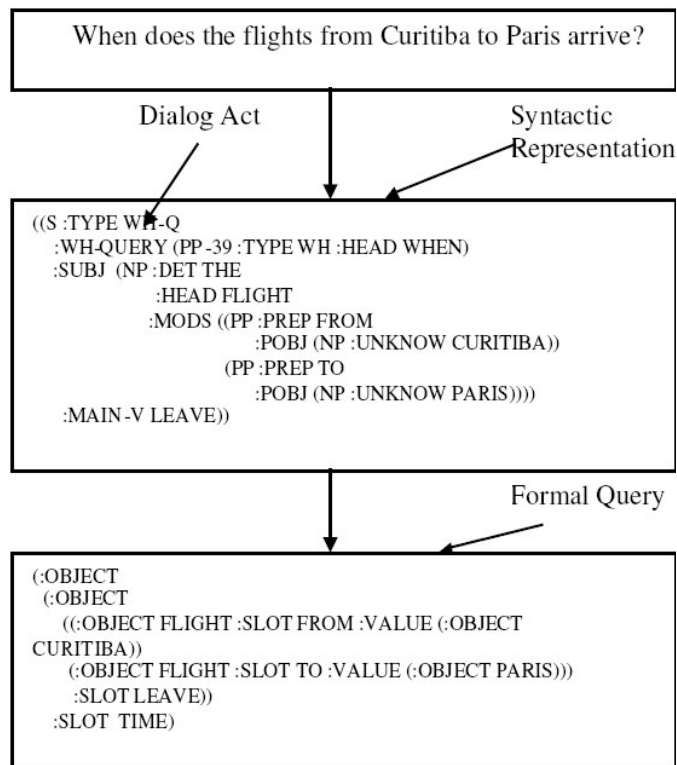 When does the flights from Curitiba to Paris arrive?
Dialog Act
Syntactic
Representation
((S :TYPE WH-Q
:WH-QUERY (PP-39 :TYPE WH :HEAD WHEN)
:SUBJ (NP :DET THE
:HEAD FLIGHT
:MODS ((PP :PREP FROM
:POBJ (NP :UNKNOW CURITIBA))
(PP :PREP TO
:POBJ (NP :UNKNOW PARIS))))
:MAIN-V LEAVE))
Formal Query
(:OBJECT
(:OBJECT
((:OBJECT FLIGHT :SLOT FROM :VALUE (:OBJECT
CURITIBA))
(:OBJECT FLIGHT :SLOT TO :VALUE (:OBJECT PARIS)))
:SLOT LEAVE))
:SLOT TIME)